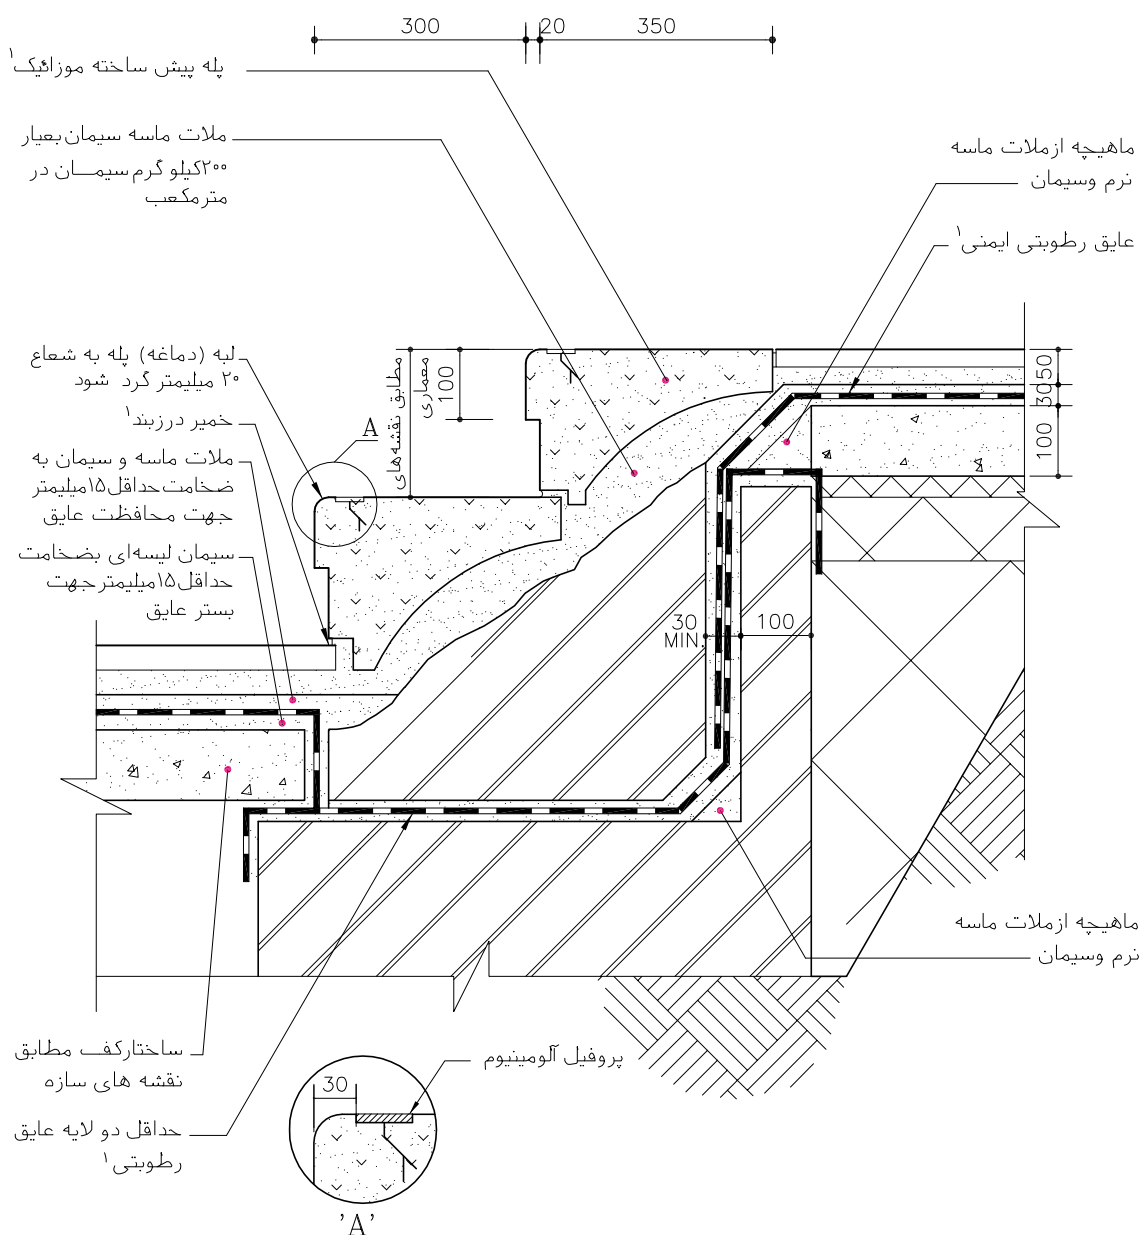 300
20
350
پله پیش ساخته موزائیک۱
ملات ماسه سیمان بعیار
۲۰۰کیلو گرم سیمــان در
مترمکعب
ماهیچه ازملات ماسه
نرم وسیمان
عایق رطوبتی ایمنی۱
لبه (دماغه) پله به شعاع
۲۰ میلیمتر گرد شود
خمیر درزبند۱
ملات ماسه و سیمان به
ضخامت حداقل۱۵میلیمتر
جهت محافظت عایق
سیمان لیسه‌ای بضخامت
حداقل۱۵میلیمترجهت
بستر عایق
A
مطابق نقشه های
معماری
100
50
30
100
30
MIN.
100
ماهیچه ازملات ماسه
نرم وسیمان
ساختارکف مطابق
نقشه های سازه
حداقل دو لایه عایق
رطوبتی۱
پروفیل آلومینیوم
30
'A'